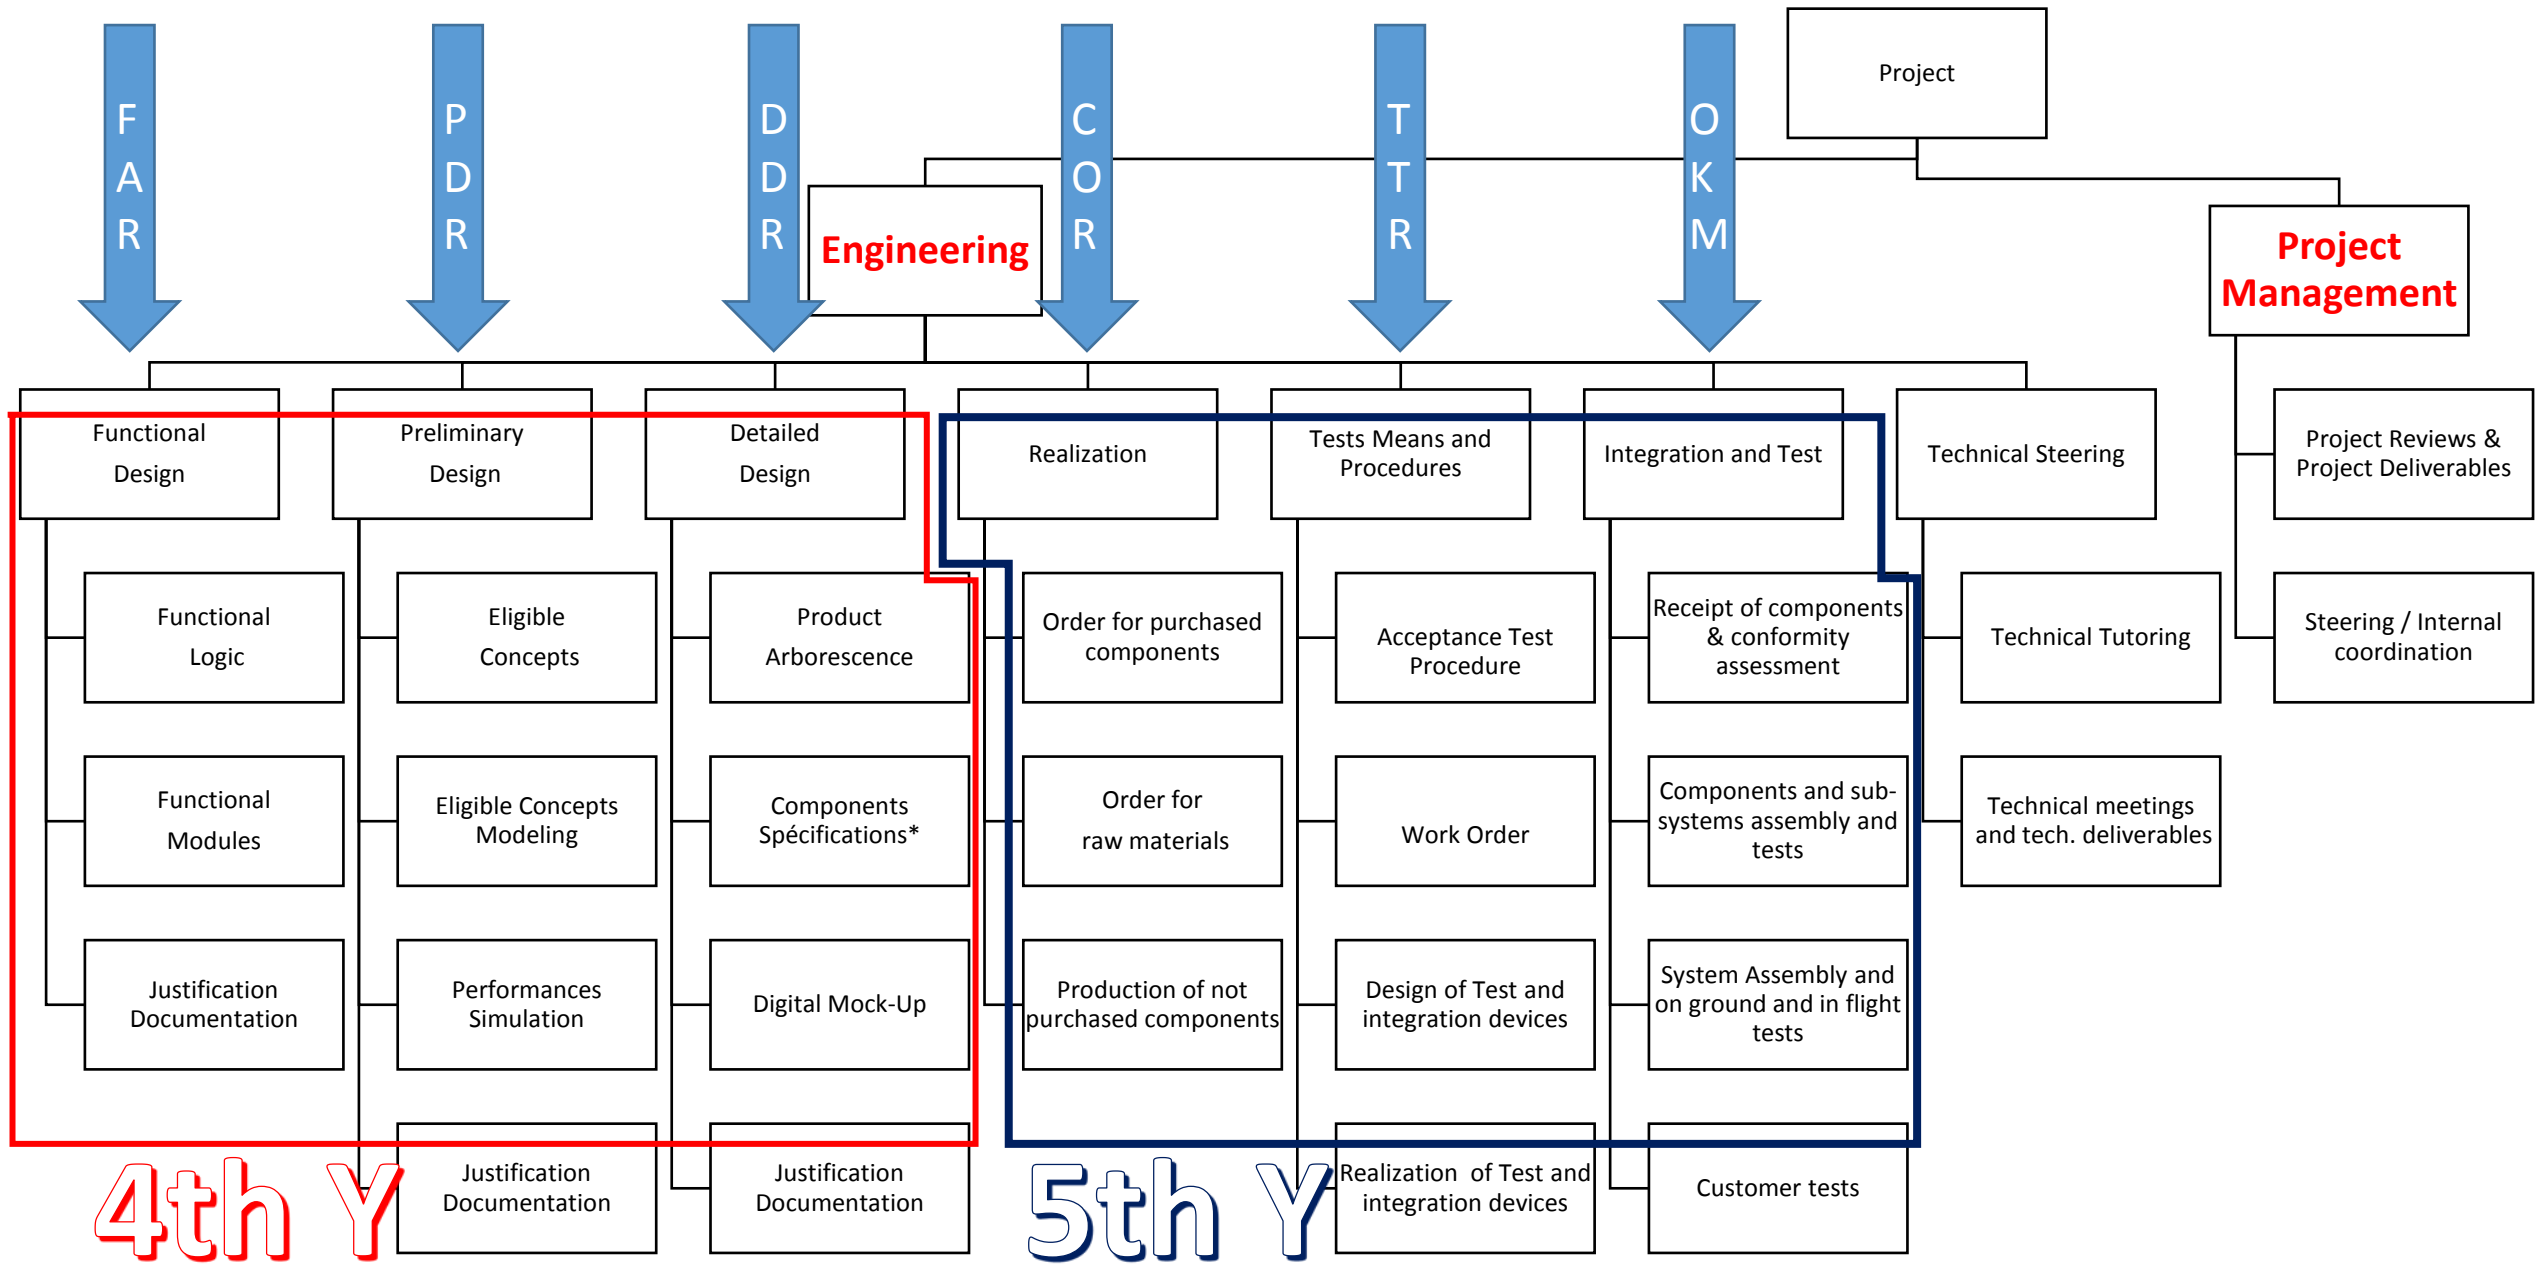 F
A
R
P
D
R
D
D
R
C
O
R
T
T
R
O
K
M
Project
Engineering
Project
Management
Functional
Design
Preliminary
Design
Detailed
Design
Realization
Tests Means and
Procedures
Integration and Test
Technical Steering
Project Reviews &
Project Deliverables
Functional
Logic
Eligible
Concepts
Product
Arborescence
Order for purchased
components
Acceptance Test
Procedure
Receipt of components
& conformity
assessment
Technical Tutoring
Steering / Internal
coordination
Functional
Modules
Eligible Concepts
Modeling
Components
Spécifications*
Order for
raw materials
Work Order
Components and sub-
systems assembly and
tests
Technical meetings
and tech. deliverables
Justification
Documentation
Performances
Simulation
Digital Mock-Up
Production of not
purchased components
Design of Test and
integration devices
System Assembly and
on ground and in flight
tests
4th Y
Justification
Documentation
Justification
Documentation
5th Y
Realization of Test and
integration devices
Customer tests